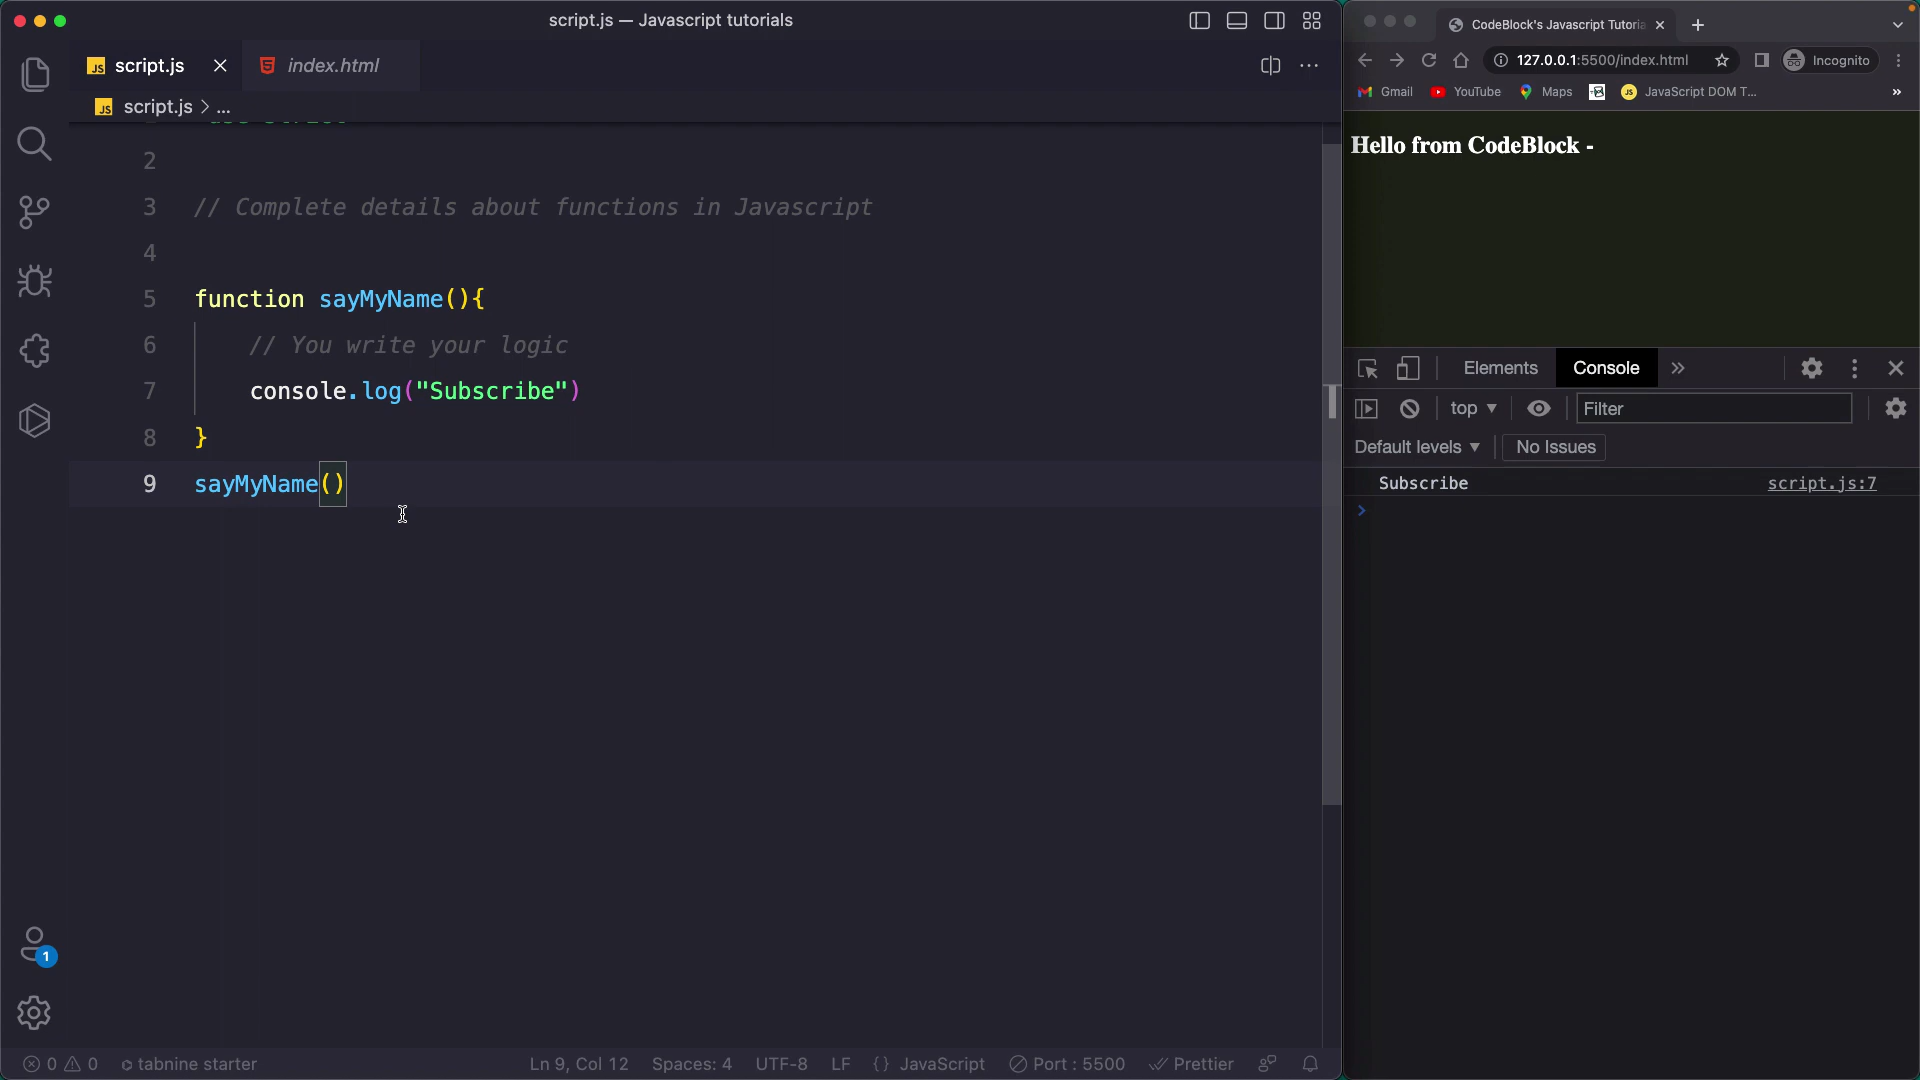 script.js — Javascript tutorials
script.js
index.html
script.js > ...
2
3 // Complete details about functions in Javascript
4
5 function sayMyName(){
6 // You write your logic
7 console.log("Subscribe")
8 }
9 sayMyName()
1
0 0 tabnine starter Ln 9, Col 12 Spaces: 4 UTF-8 LF {} JavaScript Port : 5500 Prettier
CodeBlock's Javascript Tutoria
127.0.0.1:5500/index.html Incognito
Gmail YouTube Maps JavaScript DOM T... »
Hello from CodeBlock -
Elements Console »
top Filter
Default levels No Issues
Subscribe script.js:7